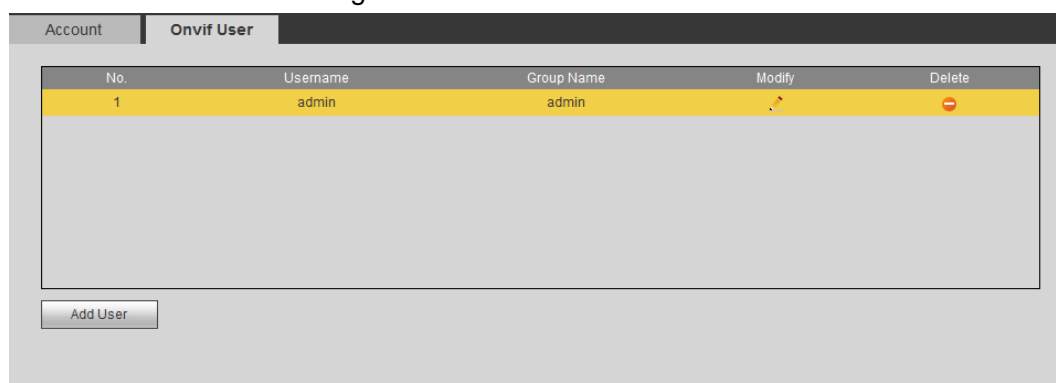 Account Onvif User
No. Username Group Name Modify Delete
1 admin admin
Add User